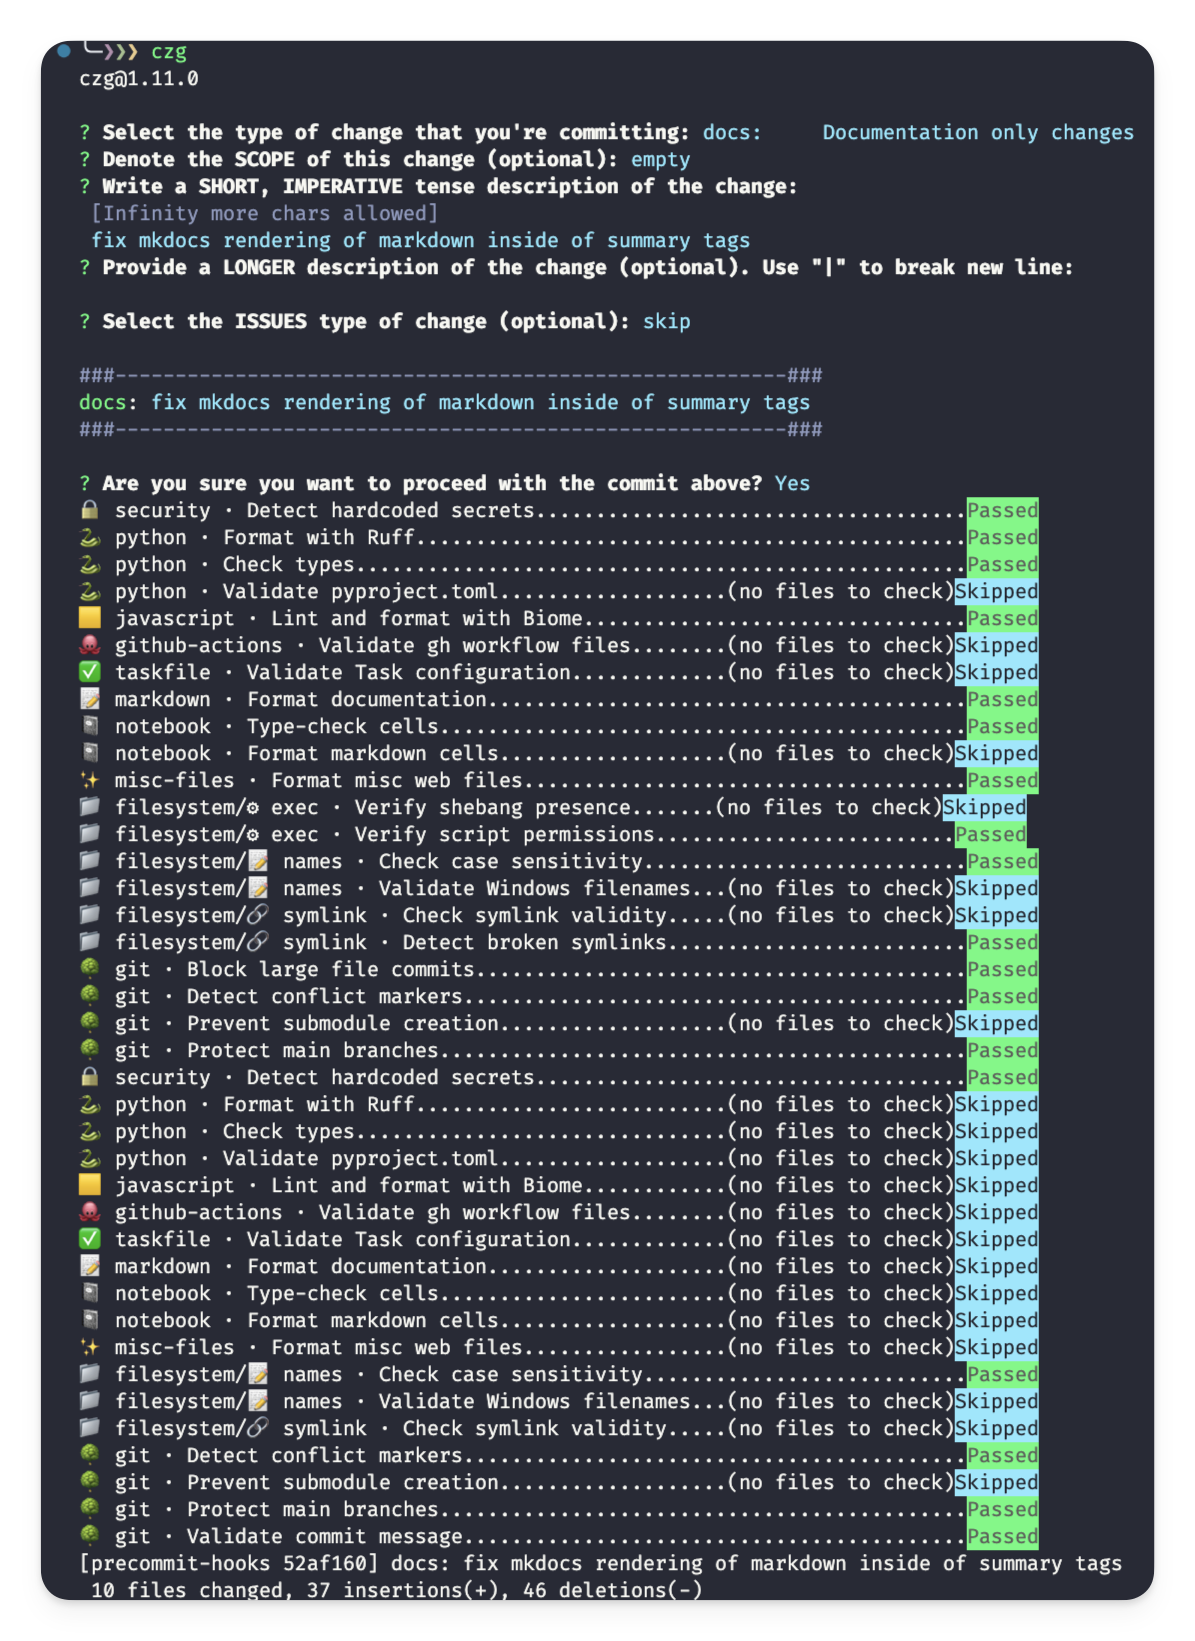 ╰─❯❯❯ czg
czg@1.11.0
? Select the type of change that you're committing: docs:     Documentation only changes
? Denote the SCOPE of this change (optional): empty
? Write a SHORT, IMPERATIVE tense description of the change:
[Infinity more chars allowed]
fix mkdocs rendering of markdown inside of summary tags
? Provide a LONGER description of the change (optional). Use "|" to break new line:
? Select the ISSUES type of change (optional): skip
###--------------------------------------------------------###
docs: fix mkdocs rendering of markdown inside of summary tags
###--------------------------------------------------------###
? Are you sure you want to proceed with the commit above? Yes
🔒 security · Detect hardcoded secrets....................................Passed
🐍 python · Format with Ruff..............................................Passed
🐍 python · Check types...................................................Passed
🐍 python · Validate pyproject.toml...................(no files to check)Skipped
🟨 javascript · Lint and format with Biome................................Passed
🐙 github-actions · Validate gh workflow files........(no files to check)Skipped
✅ taskfile · Validate Task configuration.............(no files to check)Skipped
📝 markdown · Format documentation........................................Passed
📓 notebook · Type-check cells............................................Passed
📓 notebook · Format markdown cells...................(no files to check)Skipped
✨ misc-files · Format misc web files.....................................Passed
📁 filesystem/⚙ exec · Verify shebang presence.......(no files to check)Skipped
📁 filesystem/⚙ exec · Verify script permissions.........................Passed
📁 filesystem/📝 names · Check case sensitivity...........................Passed
📁 filesystem/📝 names · Validate Windows filenames...(no files to check)Skipped
📁 filesystem/🔗 symlink · Check symlink validity.....(no files to check)Skipped
📁 filesystem/🔗 symlink · Detect broken symlinks.........................Passed
🌳 git · Block large file commits.........................................Passed
🌳 git · Detect conflict markers..........................................Passed
🌳 git · Prevent submodule creation...................(no files to check)Skipped
🌳 git · Protect main branches............................................Passed
🔒 security · Detect hardcoded secrets....................................Passed
🐍 python · Format with Ruff..........................(no files to check)Skipped
🐍 python · Check types...............................(no files to check)Skipped
🐍 python · Validate pyproject.toml...................(no files to check)Skipped
🟨 javascript · Lint and format with Biome............(no files to check)Skipped
🐙 github-actions · Validate gh workflow files........(no files to check)Skipped
✅ taskfile · Validate Task configuration.............(no files to check)Skipped
📝 markdown · Format documentation....................(no files to check)Skipped
📓 notebook · Type-check cells........................(no files to check)Skipped
📓 notebook · Format markdown cells...................(no files to check)Skipped
✨ misc-files · Format misc web files.................(no files to check)Skipped
📁 filesystem/📝 names · Check case sensitivity...........................Passed
📁 filesystem/📝 names · Validate Windows filenames...(no files to check)Skipped
📁 filesystem/🔗 symlink · Check symlink validity.....(no files to check)Skipped
🌳 git · Detect conflict markers..........................................Passed
🌳 git · Prevent submodule creation...................(no files to check)Skipped
🌳 git · Protect main branches............................................Passed
🌳 git · Validate commit message..........................................Passed
[precommit-hooks 52af160] docs: fix mkdocs rendering of markdown inside of summary tags
10 files changed, 37 insertions(+), 46 deletions(-)